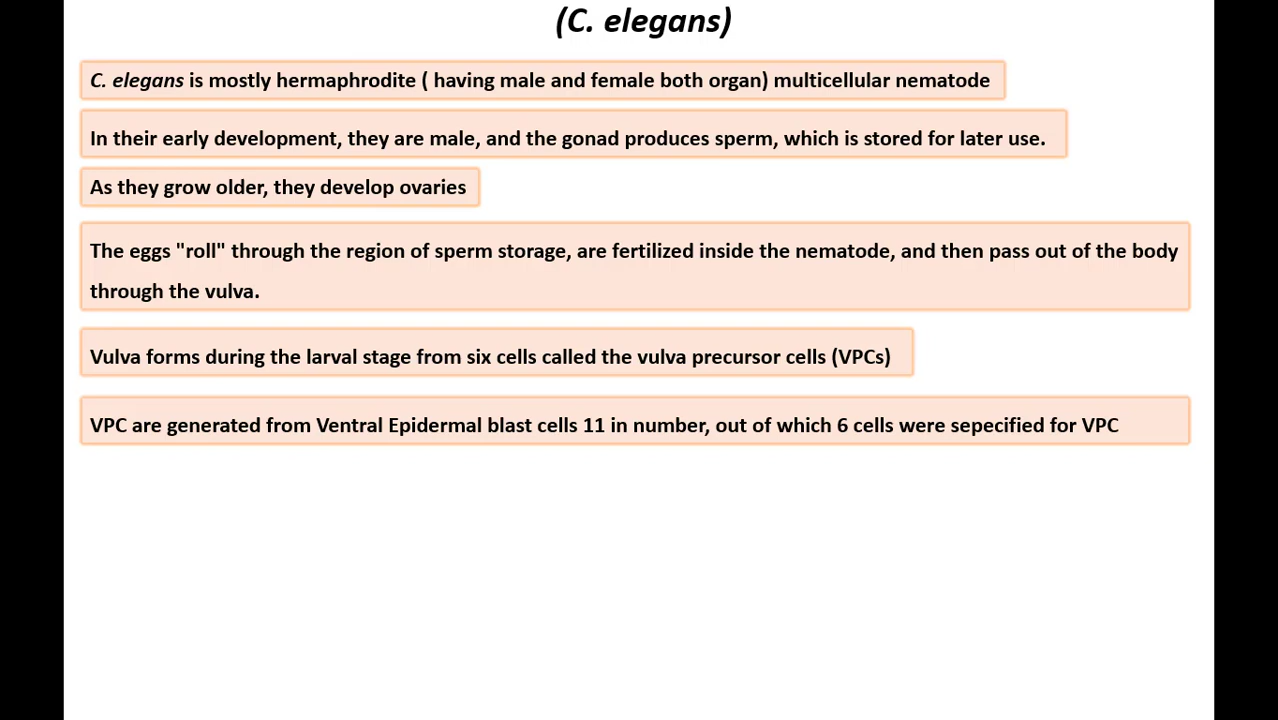 (C. elegans)
C. elegans is mostly hermaphrodite ( having male and female both organ) multicellular nematode
In their early development, they are male, and the gonad produces sperm, which is stored for later use.
As they grow older, they develop ovaries
The eggs "roll" through the region of sperm storage, are fertilized inside the nematode, and then pass out of the body
through the vulva.
Vulva forms during the larval stage from six cells called the vulva precursor cells (VPCs)
VPC are generated from Ventral Epidermal blast cells 11 in number, out of which 6 cells were sepecified for VPC